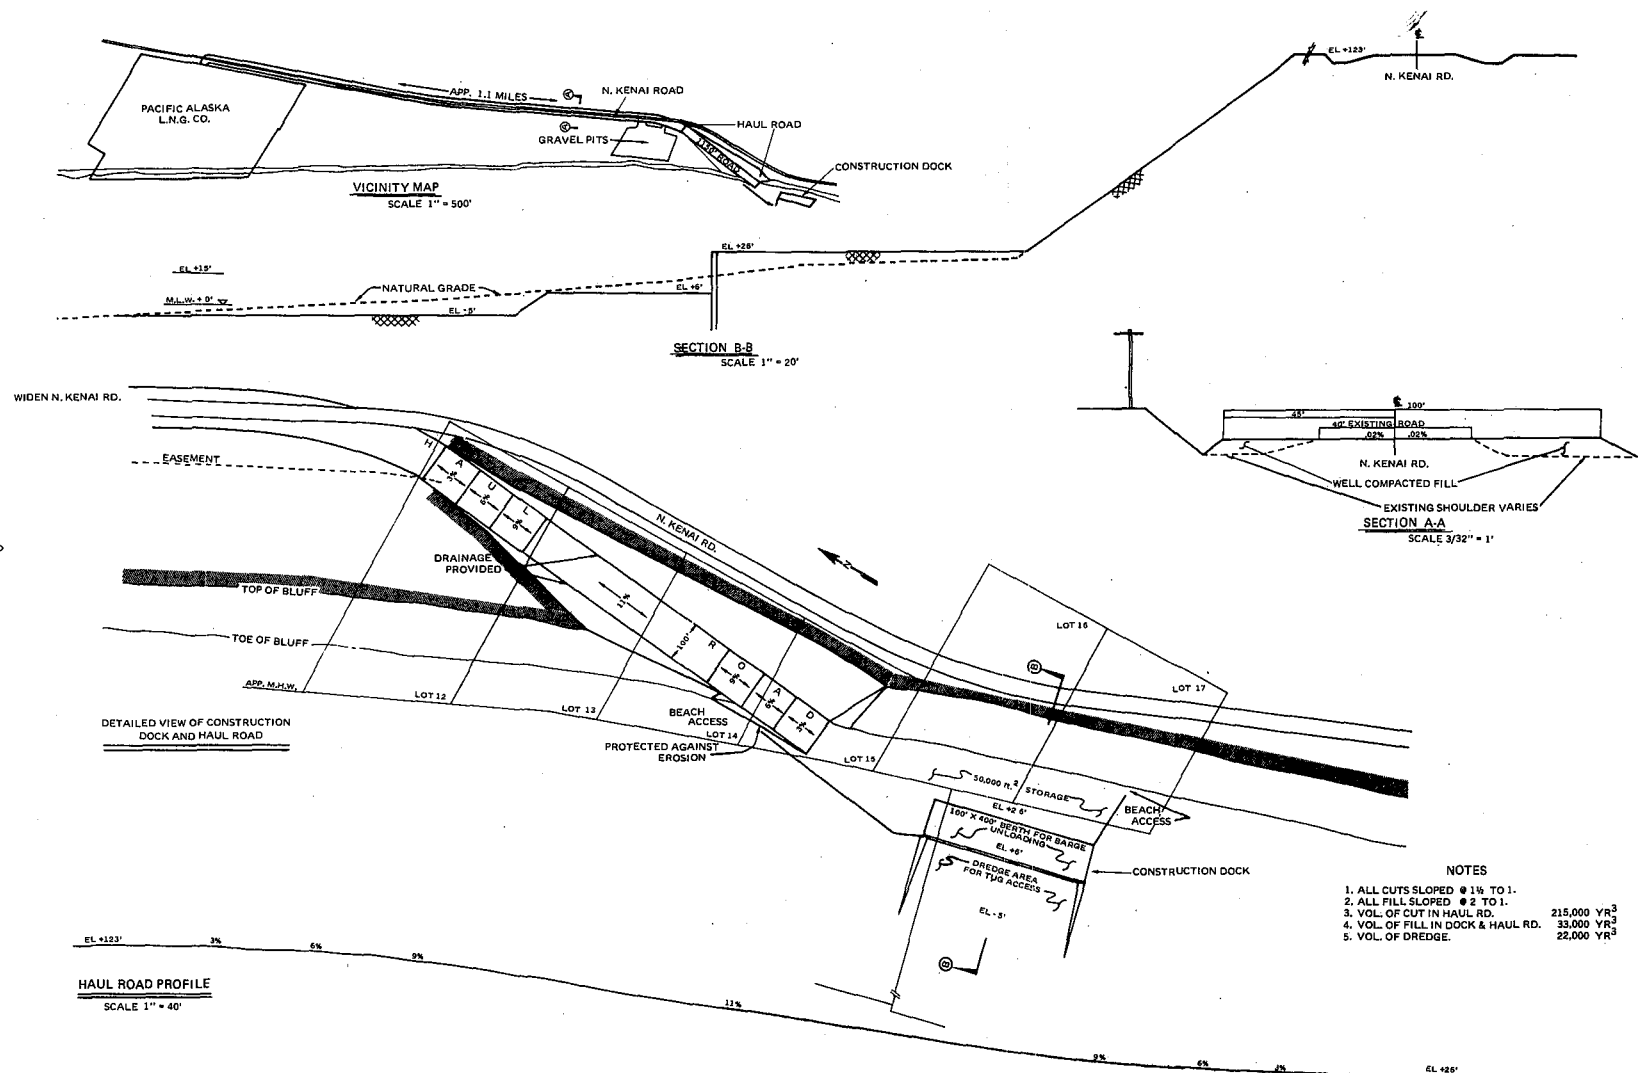 EL +123'
N. KENAI RD.
APP. 1.1 MILES
A
N. KENAI ROAD
PACIFIC ALASKA
L.N.G. CO.
A
GRAVEL PITS
HAUL ROAD
CONSTRUCTION DOCK
VICINITY MAP
SCALE 1" = 500'
EL +26'
EL +15'
NATURAL GRADE
EL +6'
M.L.W. + 0'
EL -5'
SECTION B-B
SCALE 1" = 20'
WIDEN N. KENAI RD.
EASEMENT
100'
45'
40' EXISTING ROAD
.02%
.02%
N. KENAI RD.
WELL COMPACTED FILL
EXISTING SHOULDER VARIES
SECTION A-A
SCALE 3/32" = 1'
HAUL
3%
6%
9%
N. KENAI RD.
N
DRAINAGE
PROVIDED
TOP OF BLUFF
11%
100'
ROAD
9%
6%
3%
TOE OF BLUFF
APP. M.H.W.
LOT 12
LOT 13
LOT 14
LOT 15
LOT 16
LOT 17
B
BEACH
ACCESS
PROTECTED AGAINST
EROSION
DETAILED VIEW OF CONSTRUCTION
DOCK AND HAUL ROAD
50,000 ft.2 STORAGE
EL +26'
BEACH
ACCESS
100' X 400' BERTH FOR BARGE
UNLOADING
EL +6'
DREDGE AREA
FOR TUG ACCESS
CONSTRUCTION DOCK
EL -5'
B
NOTES
1. ALL CUTS SLOPED @ 1½ TO 1.
2. ALL FILL SLOPED @ 2 TO 1.
3. VOL. OF CUT IN HAUL RD. 215,000 YR3
4. VOL. OF FILL IN DOCK & HAUL RD. 33,000 YR3
5. VOL. OF DREDGE. 22,000 YR3
EL +123'
3%
6%
9%
11%
9%
6%
3%
EL +26'
HAUL ROAD PROFILE
SCALE 1" = 40'